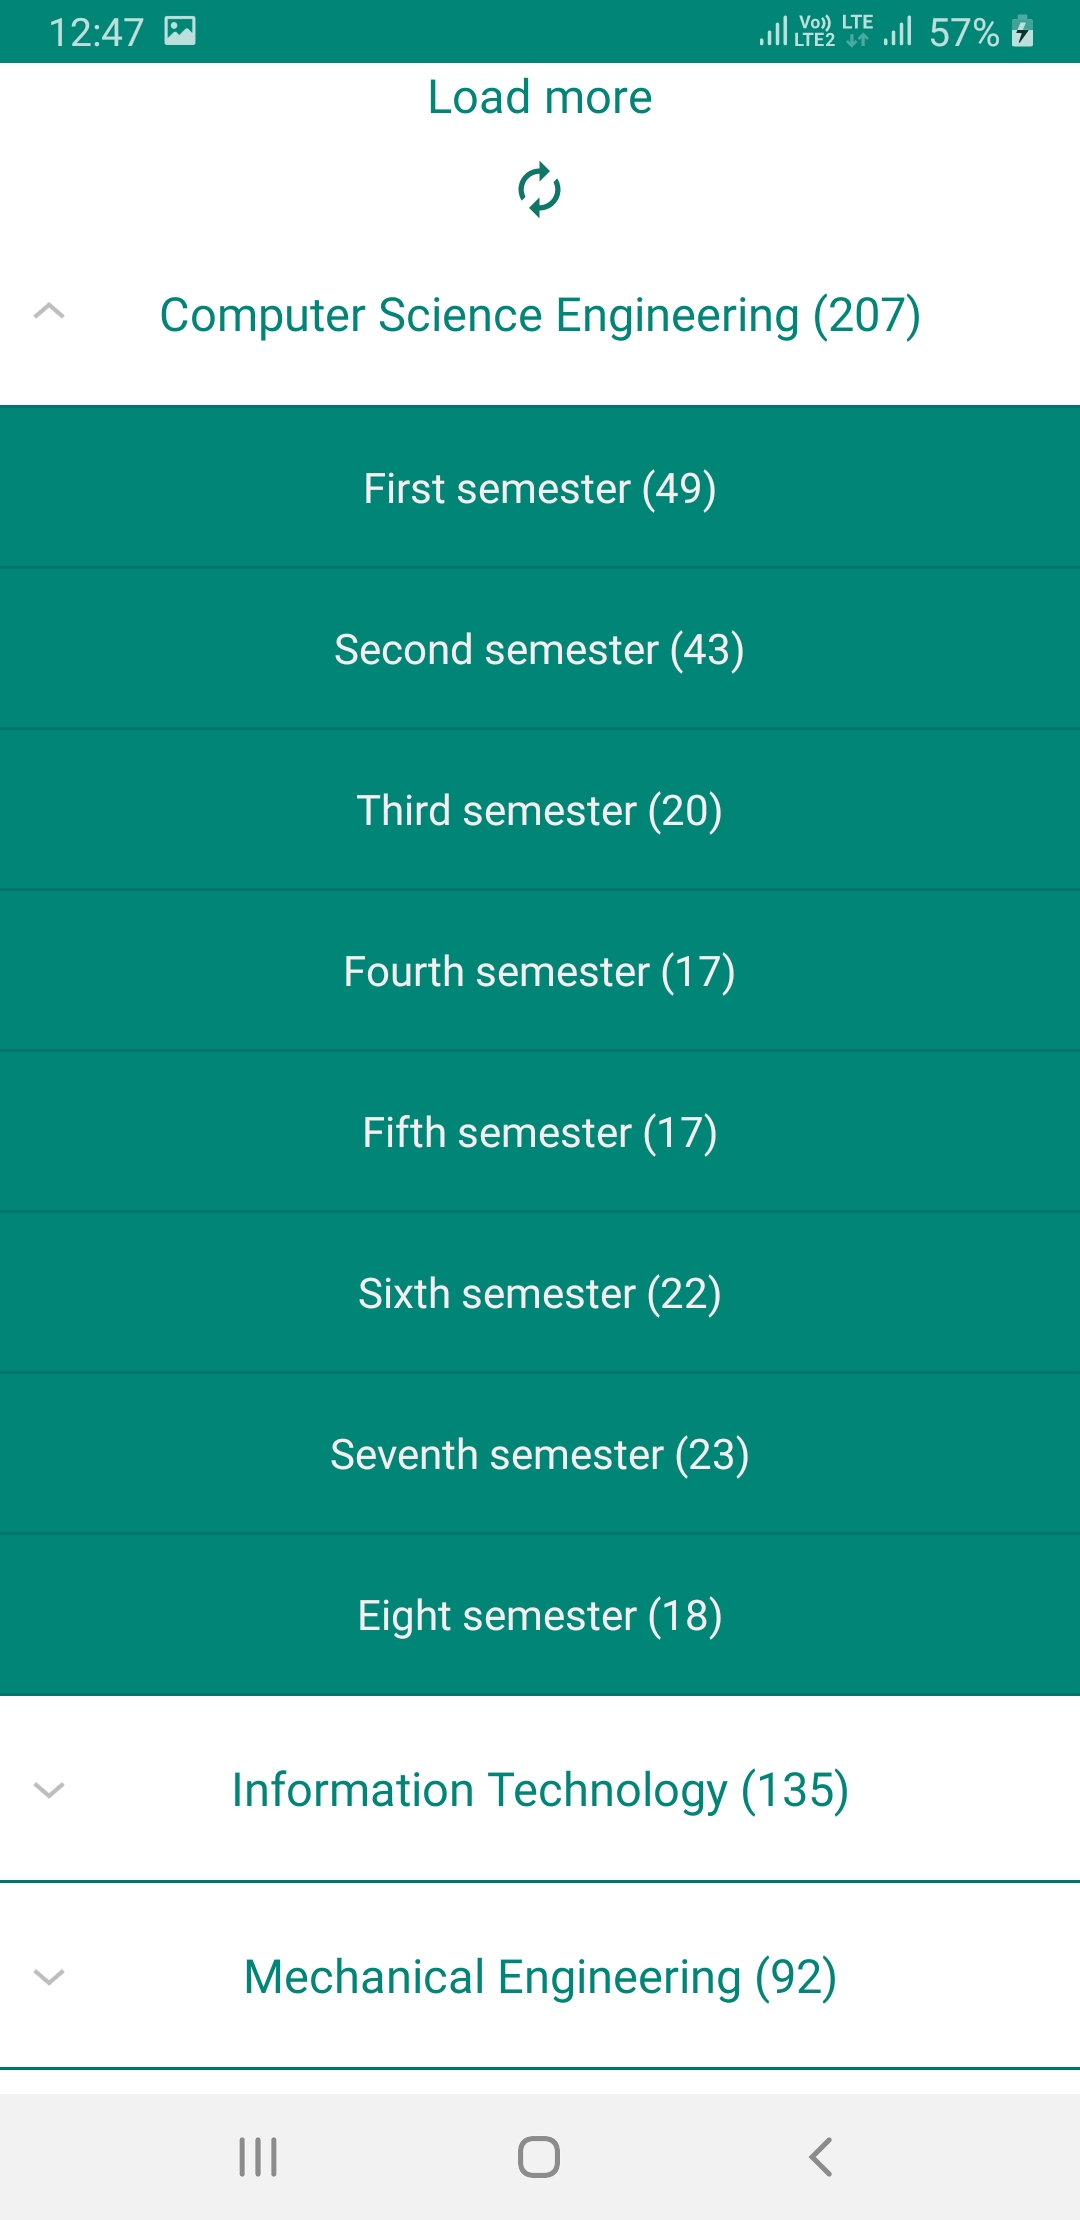 12:47
Vo)) LTE
LTE2
57%
Load more
Computer Science Engineering (207)
First semester (49)
Second semester (43)
Third semester (20)
Fourth semester (17)
Fifth semester (17)
Sixth semester (22)
Seventh semester (23)
Eight semester (18)
Information Technology (135)
Mechanical Engineering (92)